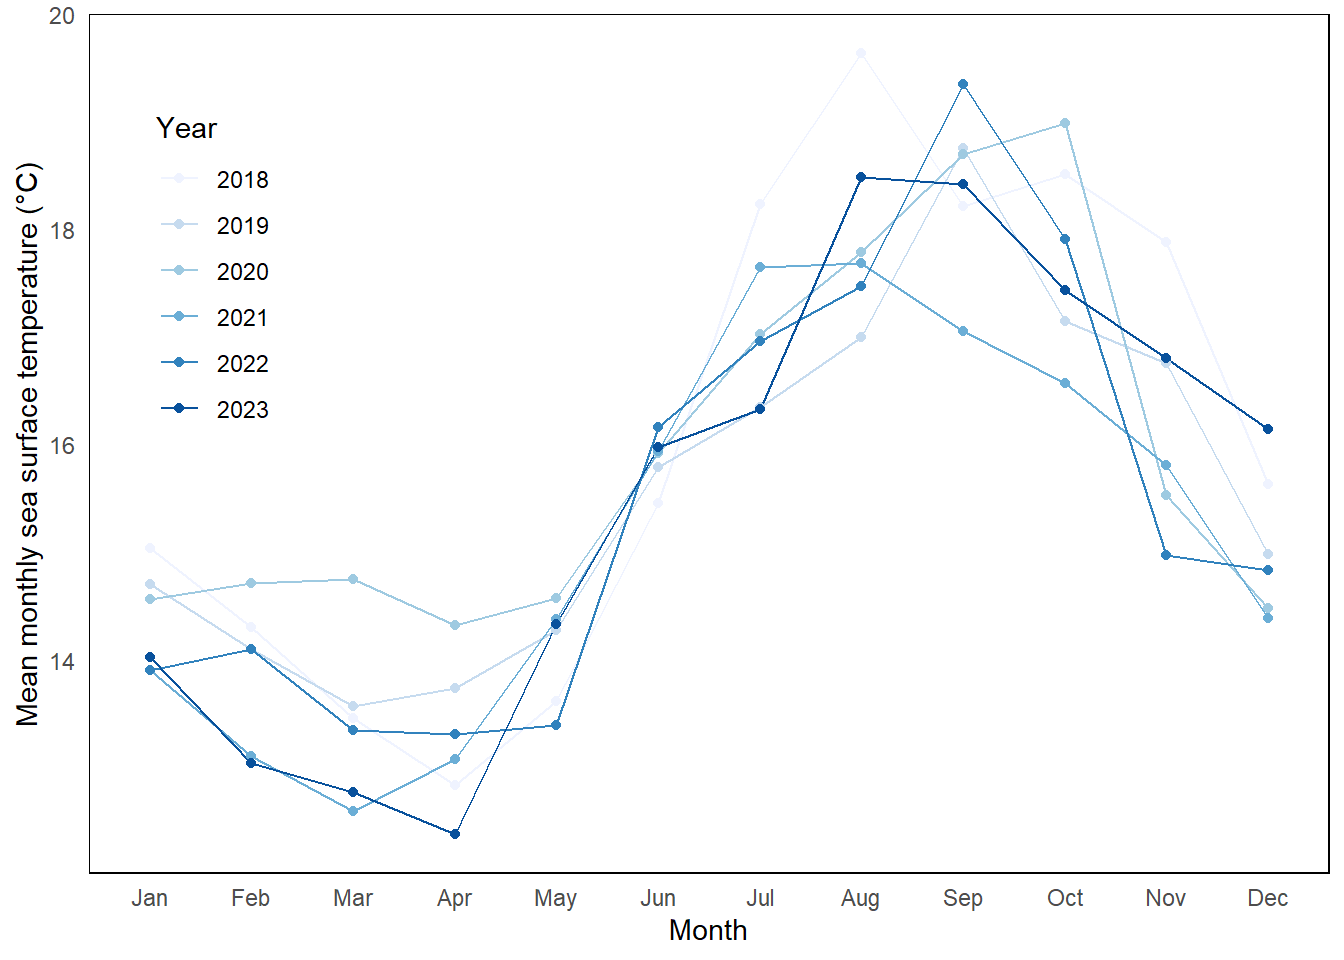 Mean monthly sea surface temperature (°C)
20
18
16
14
Year
2018
2019
2020
2021
2022
2023
Jan Feb Mar Apr May Jun Jul Aug Sep Oct Nov Dec
Month